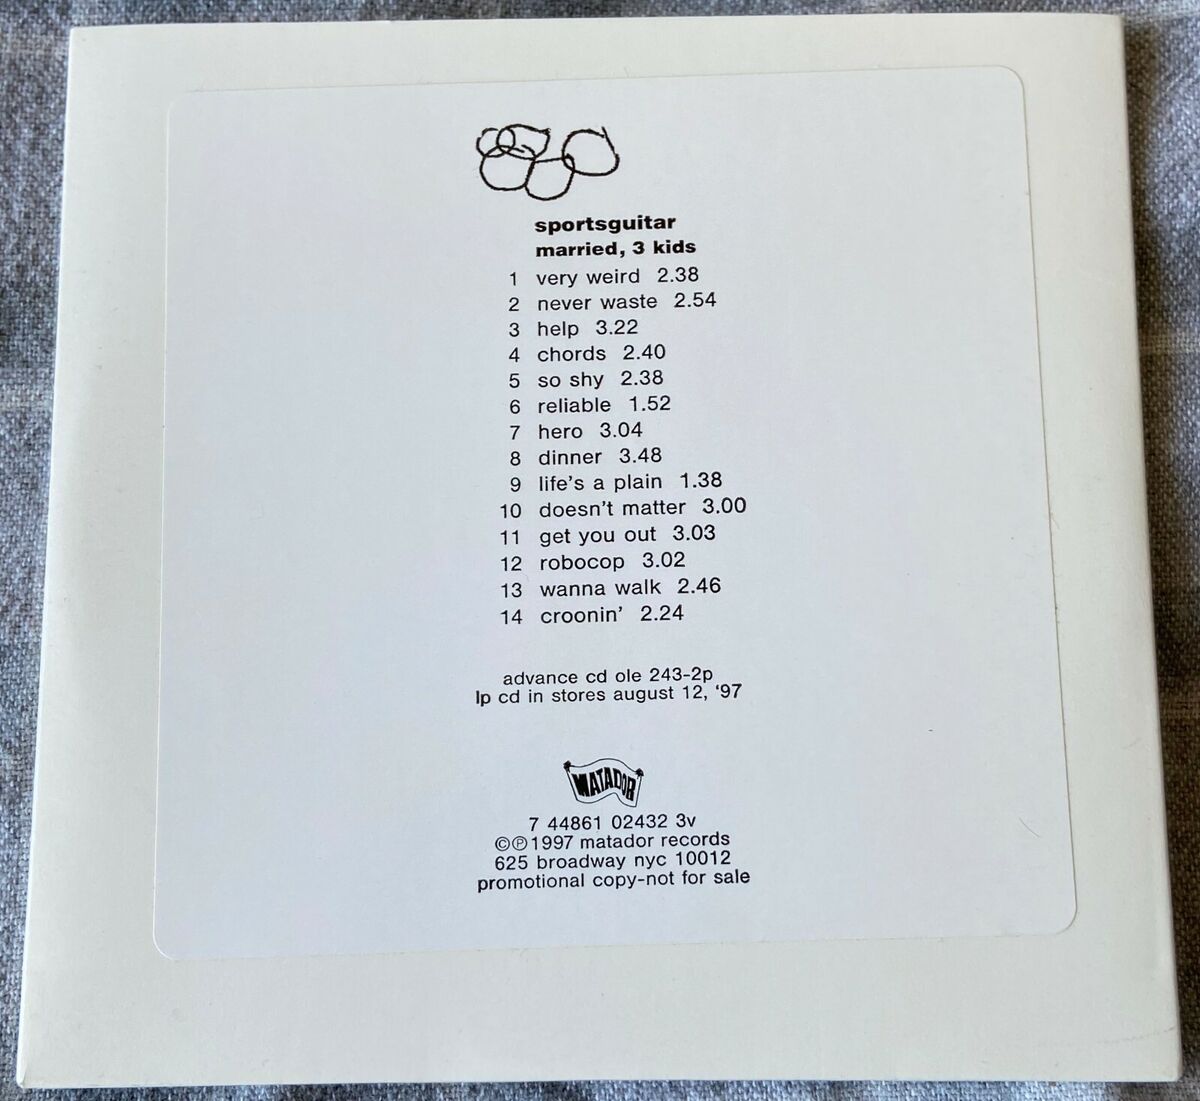 sportsguitar
married, 3 kids
1 very weird 2.38
2 never waste 2.54
3 help 3.22
4 chords 2.40
5 so shy 2.38
6 reliable 1.52
7 hero 3.04
8 dinner 3.48
9 life's a plain 1.38
10 doesn't matter 3.00
11 get you out 3.03
12 robocop 3.02
13 wanna walk 2.46
14 croonin' 2.24
advance cd ole 243-2p
lp cd in stores august 12, '97
MATADOR
7 44861 02432 3v
©℗1997 matador records
625 broadway nyc 10012
promotional copy-not for sale